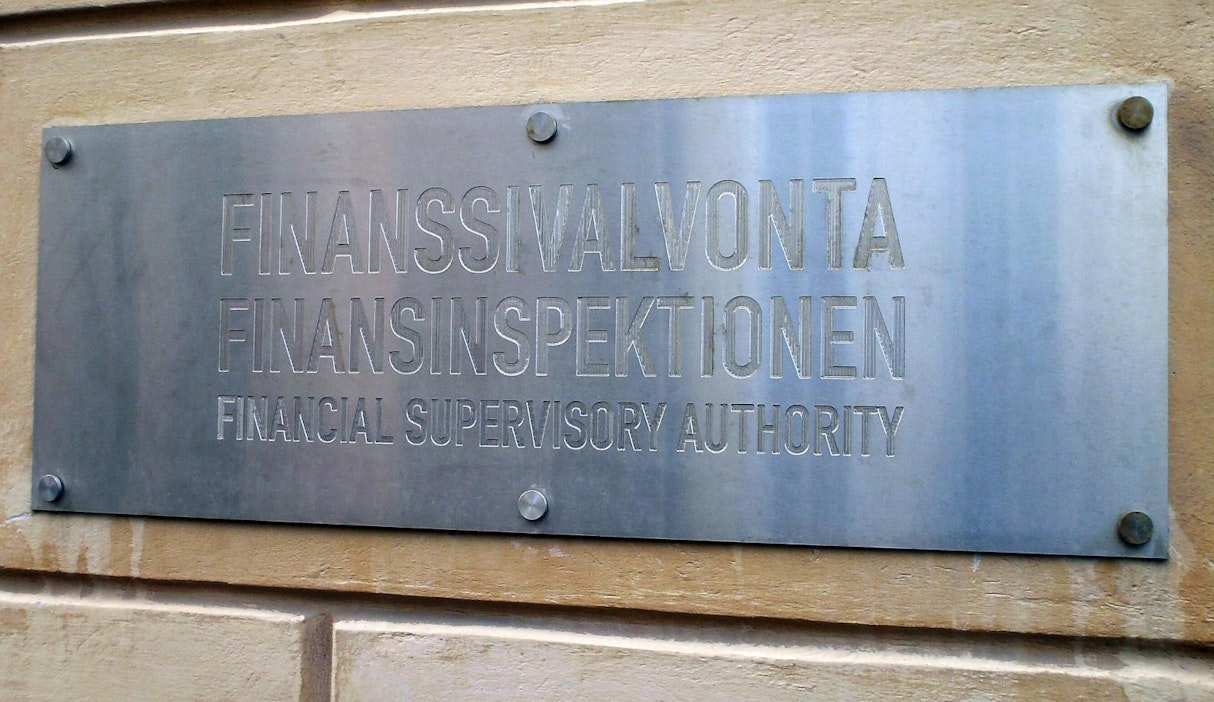 FINANSSIVALVONTA
FINANSINSPEKTIONEN
FINANCIAL SUPERVISORY AUTHORITY